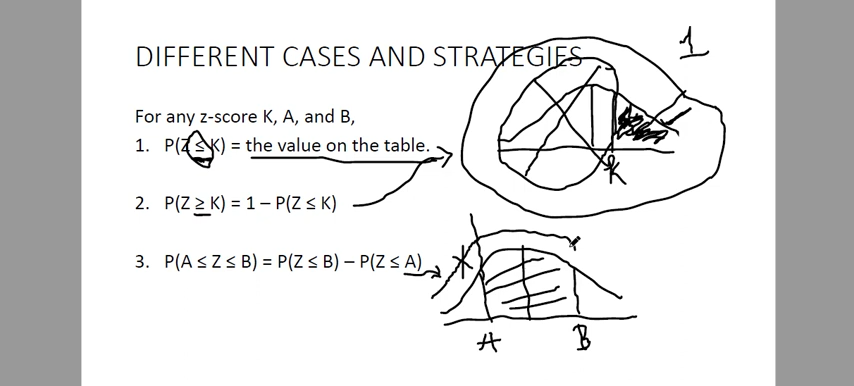 DIFFERENT CASES AND STRATEGIES
1
For any z-score K, A, and B,
1. P(Z ≤ K) = the value on the table.
K
2. P(Z ≥ K) = 1 – P(Z ≤ K)
3. P(A ≤ Z ≤ B) = P(Z ≤ B) – P(Z ≤ A)
A B